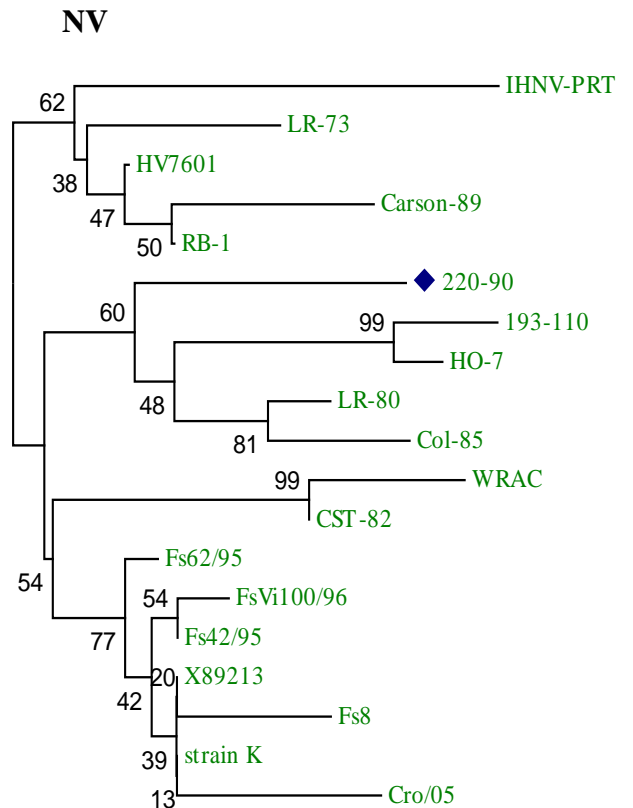 NV
IHNV-PRT
62
LR-73
HV7601
38
Carson-89
47
50
RB-1
220-90
60
193-110
99
HO-7
LR-80
48
Col-85
81
WRAC
99
CST-82
Fs62/95
54
FsVi100/96
54
Fs42/95
77
X89213
20
42
Fs8
strain K
39
Cro/05
13